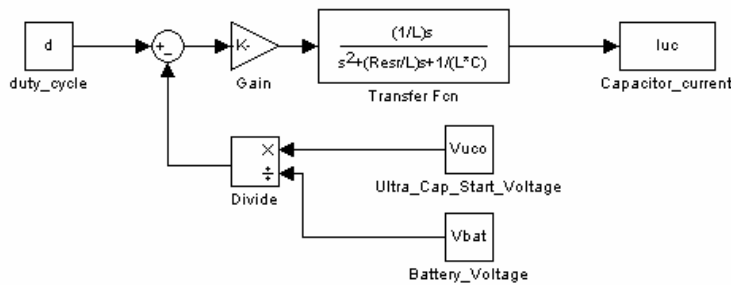 d
duty_cycle
+
-
K-
Gain
(1/L)s
s2+(Resr/L)s+1/(L*C)
Transfer Fcn
Iuc
Capacitor_current
×
÷
Divide
Vuco
Ultra_Cap_Start_Voltage
Vbat
Battery_Voltage